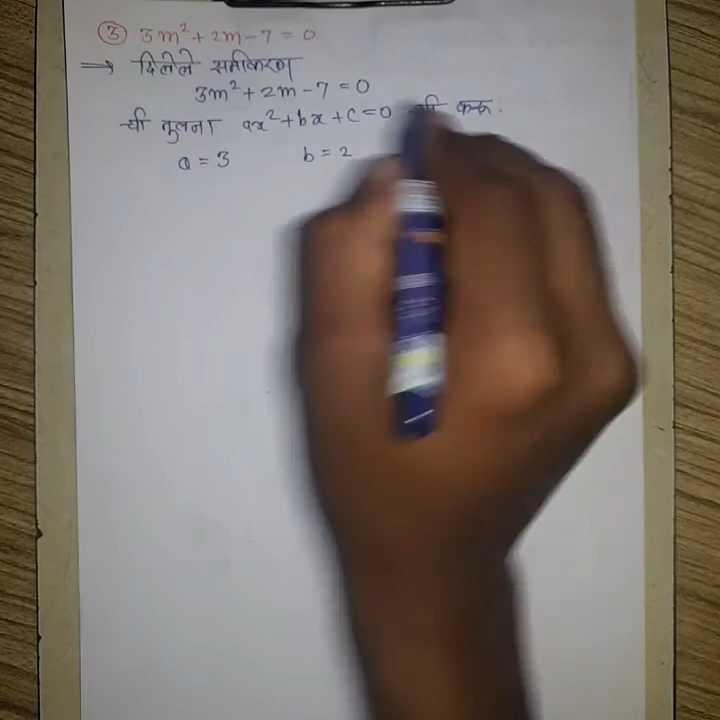 ③ 3m² + 2m - 7 = 0
⇒ दिलेले समीकरण
3m² + 2m - 7 = 0
ची तुलना ax² + bx + c = 0 करू.
a = 3 b = 2